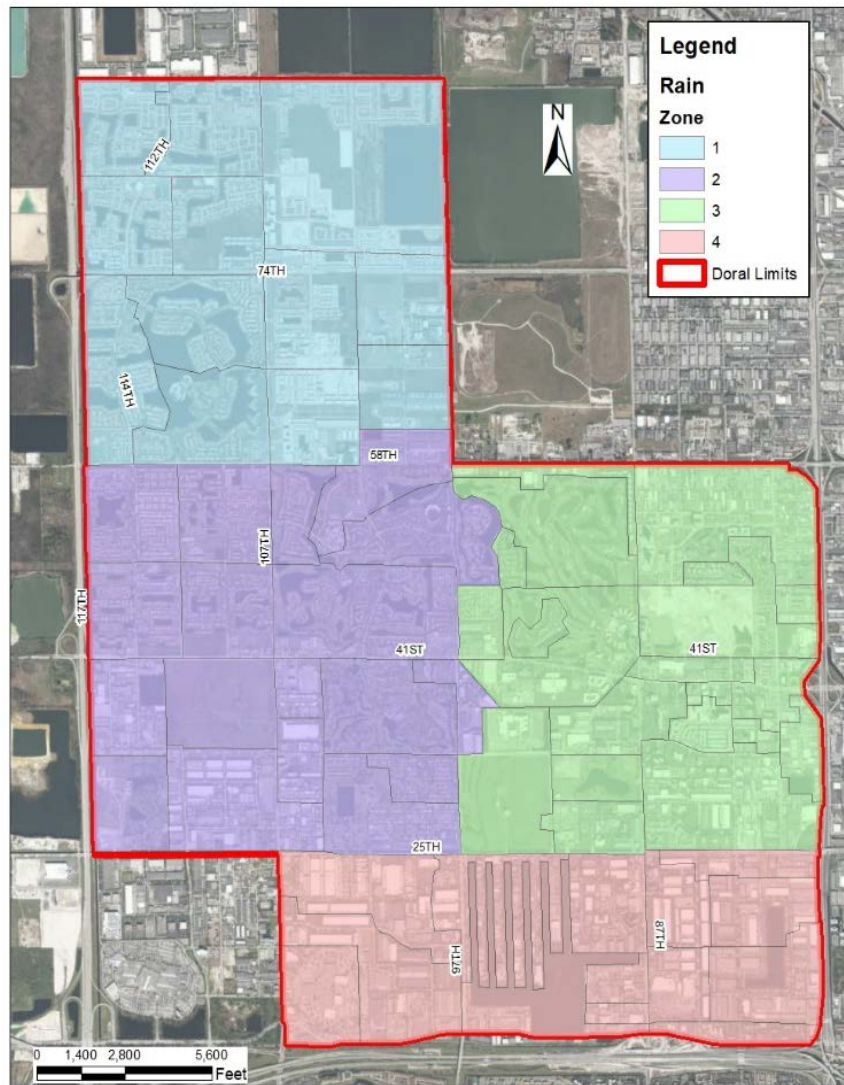 Legend
Rain
Zone
1
2
3
4
Doral Limits
N
112TH
74TH
114TH
58TH
107TH
117TH
41ST
41ST
25TH
97TH
87TH
0 1,400 2,800 5,600
Feet